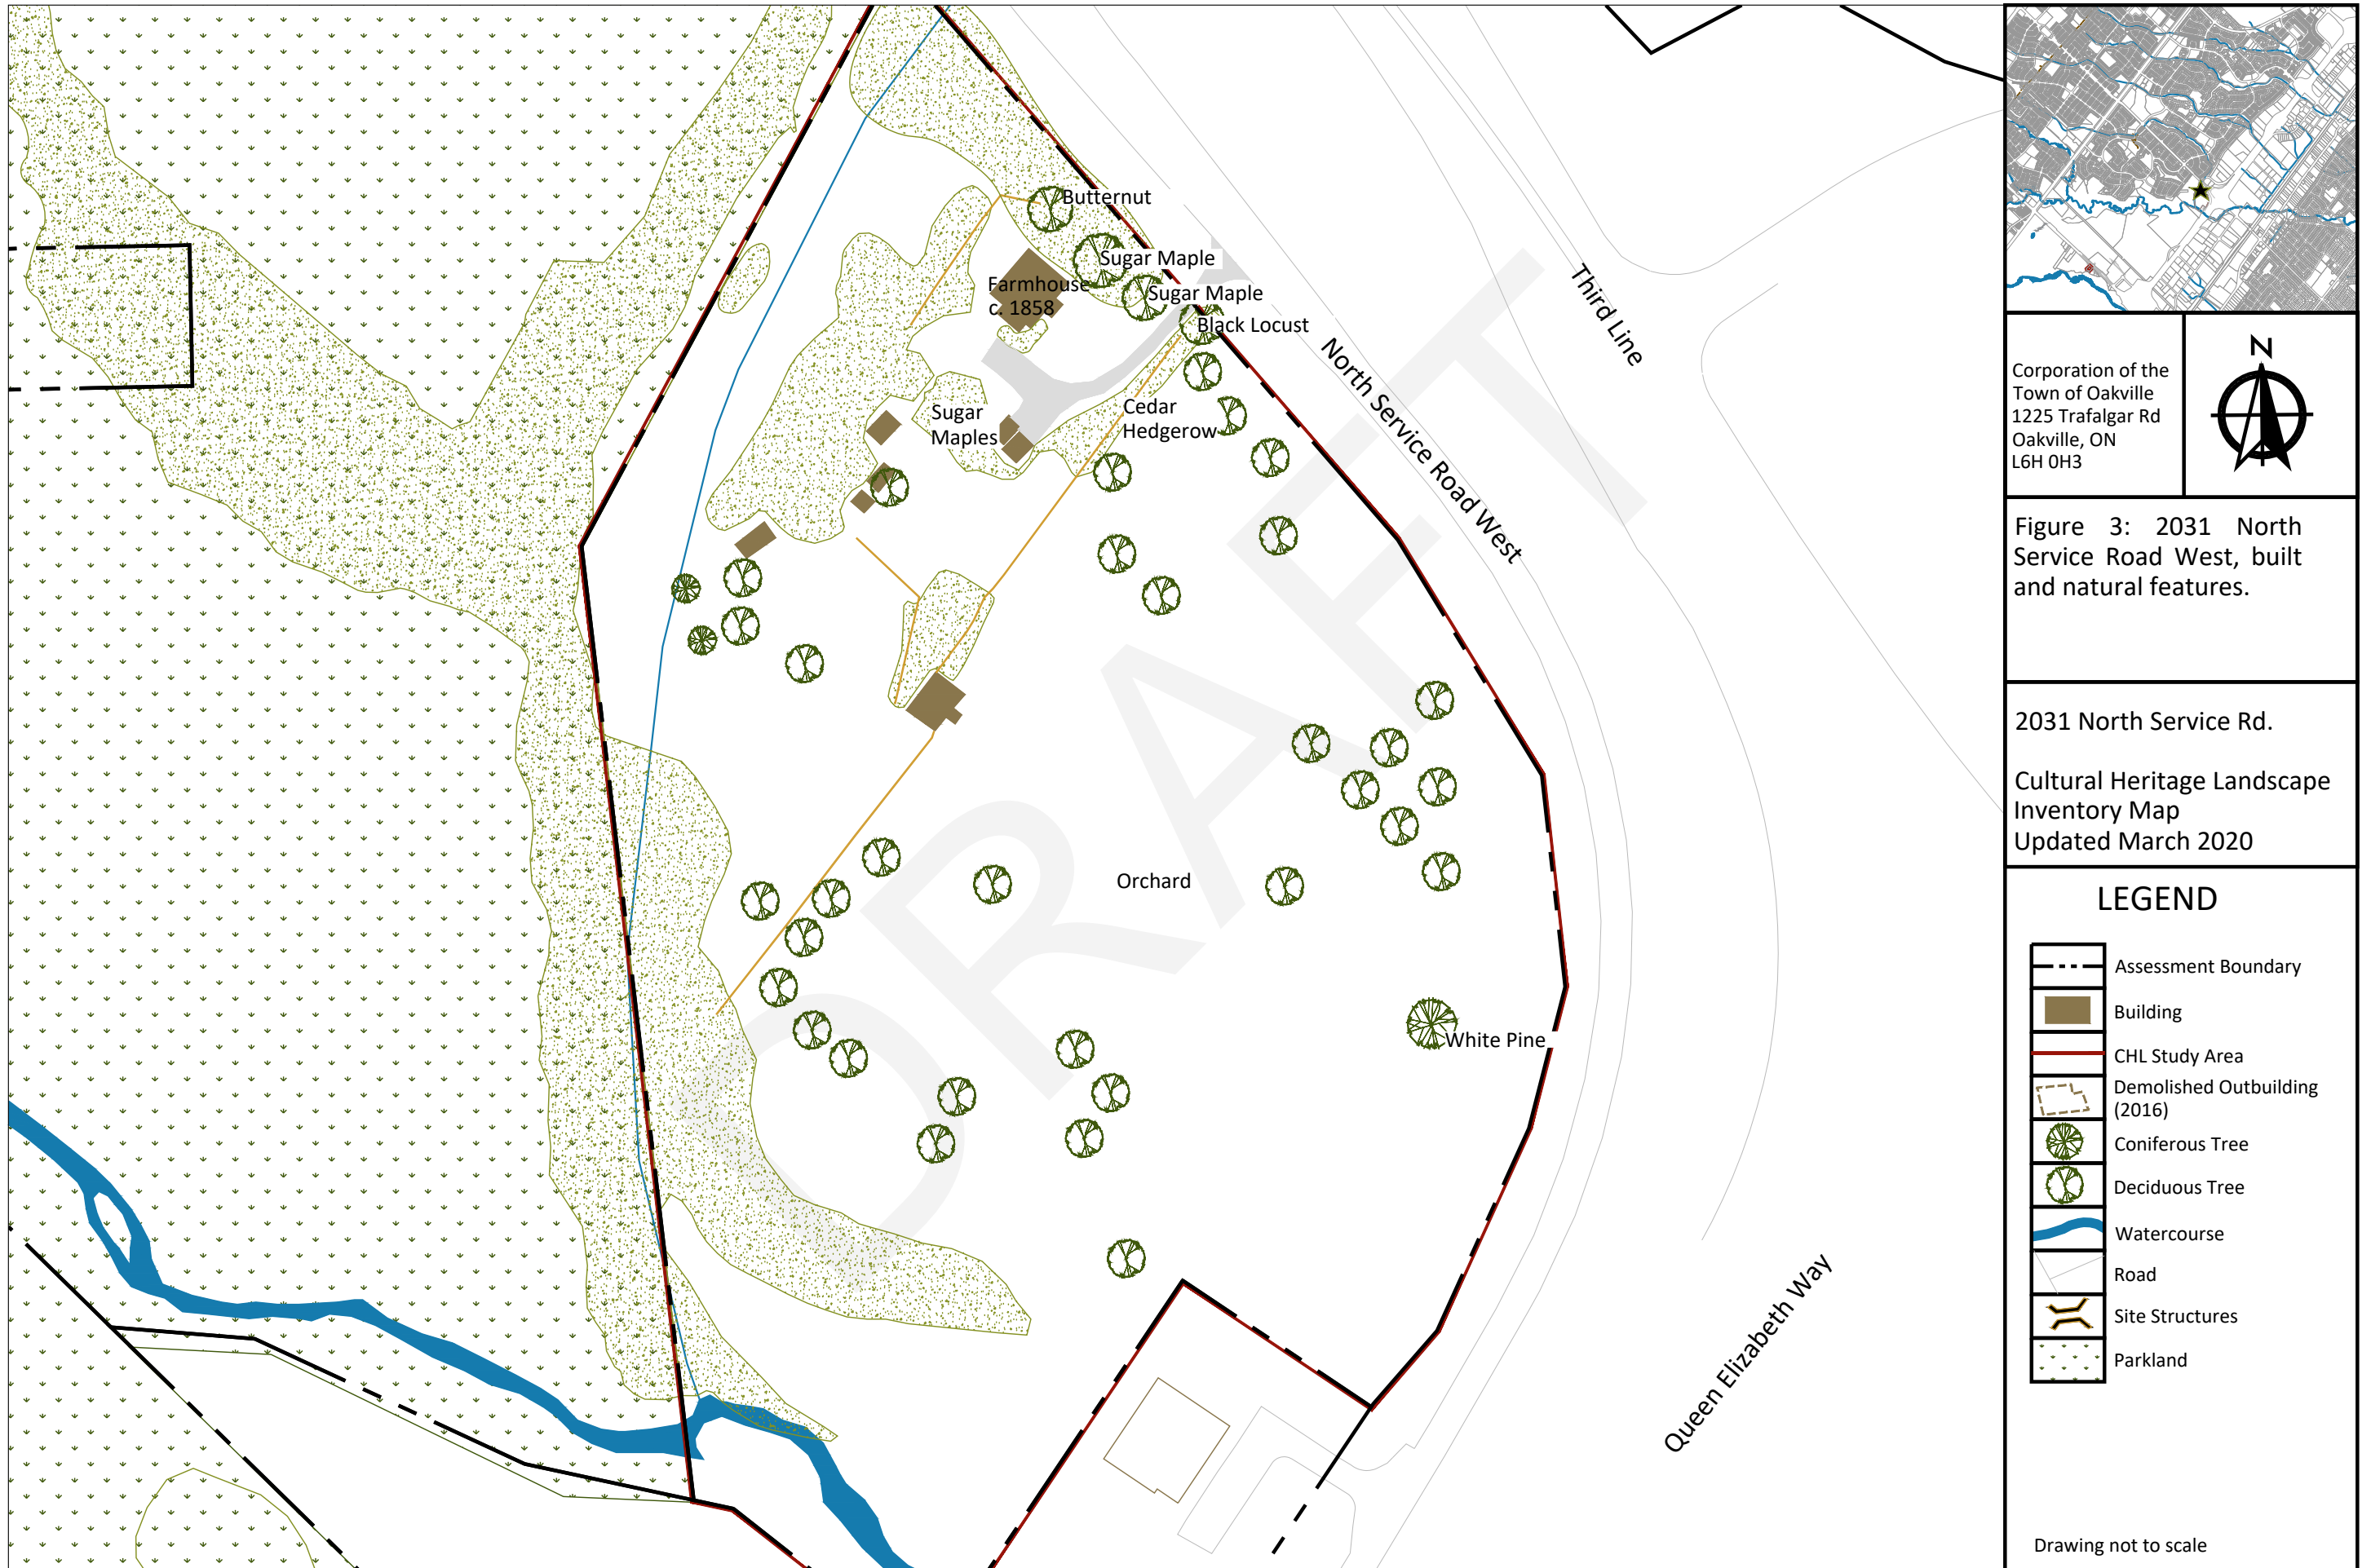 Butternut
Sugar Maple
Farmhouse
c. 1858
Sugar Maple
Black Locust
Third Line
North Service Road West
Sugar
Maples
Cedar
Hedgerow
Orchard
White Pine
Queen Elizabeth Way
DRAFT
N
Corporation of the
Town of Oakville
1225 Trafalgar Rd
Oakville, ON
L6H 0H3
Figure 3: 2031 North
Service Road West, built
and natural features.
2031 North Service Rd.
Cultural Heritage Landscape
Inventory Map
Updated March 2020
LEGEND
Assessment Boundary
Building
CHL Study Area
Demolished Outbuilding
(2016)
Coniferous Tree
Deciduous Tree
Watercourse
Road
Site Structures
Parkland
Drawing not to scale